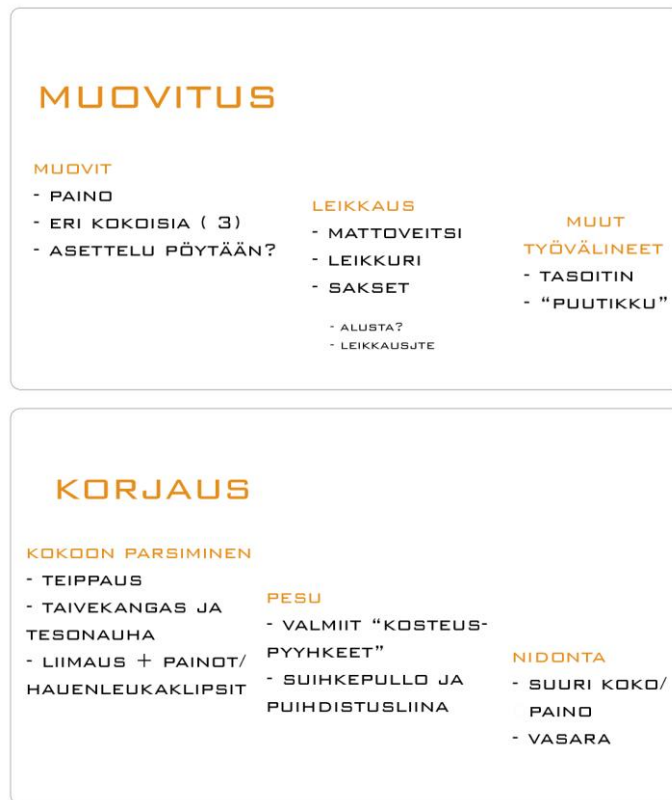 MUOVITUS
MUOVIT
- PAINO
- ERI KOKOISIA ( 3)
- ASETTELU PÖYTÄÄN?
LEIKKAUS
- MATTOVEITSI
- LEIKKURI
- SAKSET
- ALUSTA?
- LEIKKAUSJTE
MUUT
TYÖVÄLINEET
- TASOITIN
- “PUUTIKKU”
KORJAUS
KOKOON PARSIMINEN
- TEIPPAUS
- TAIVEKANGAS JA
TESONAUHA
- LIIMAUS + PAINOT/
HAUENLEUKAKLIPSIT
PESU
- VALMIIT “KOSTEUS-
PYYHKEET”
- SUIHKEPULLO JA
PUIHDISTUSLIINA
NIDONTA
- SUURI KOKO/
PAINO
- VASARA